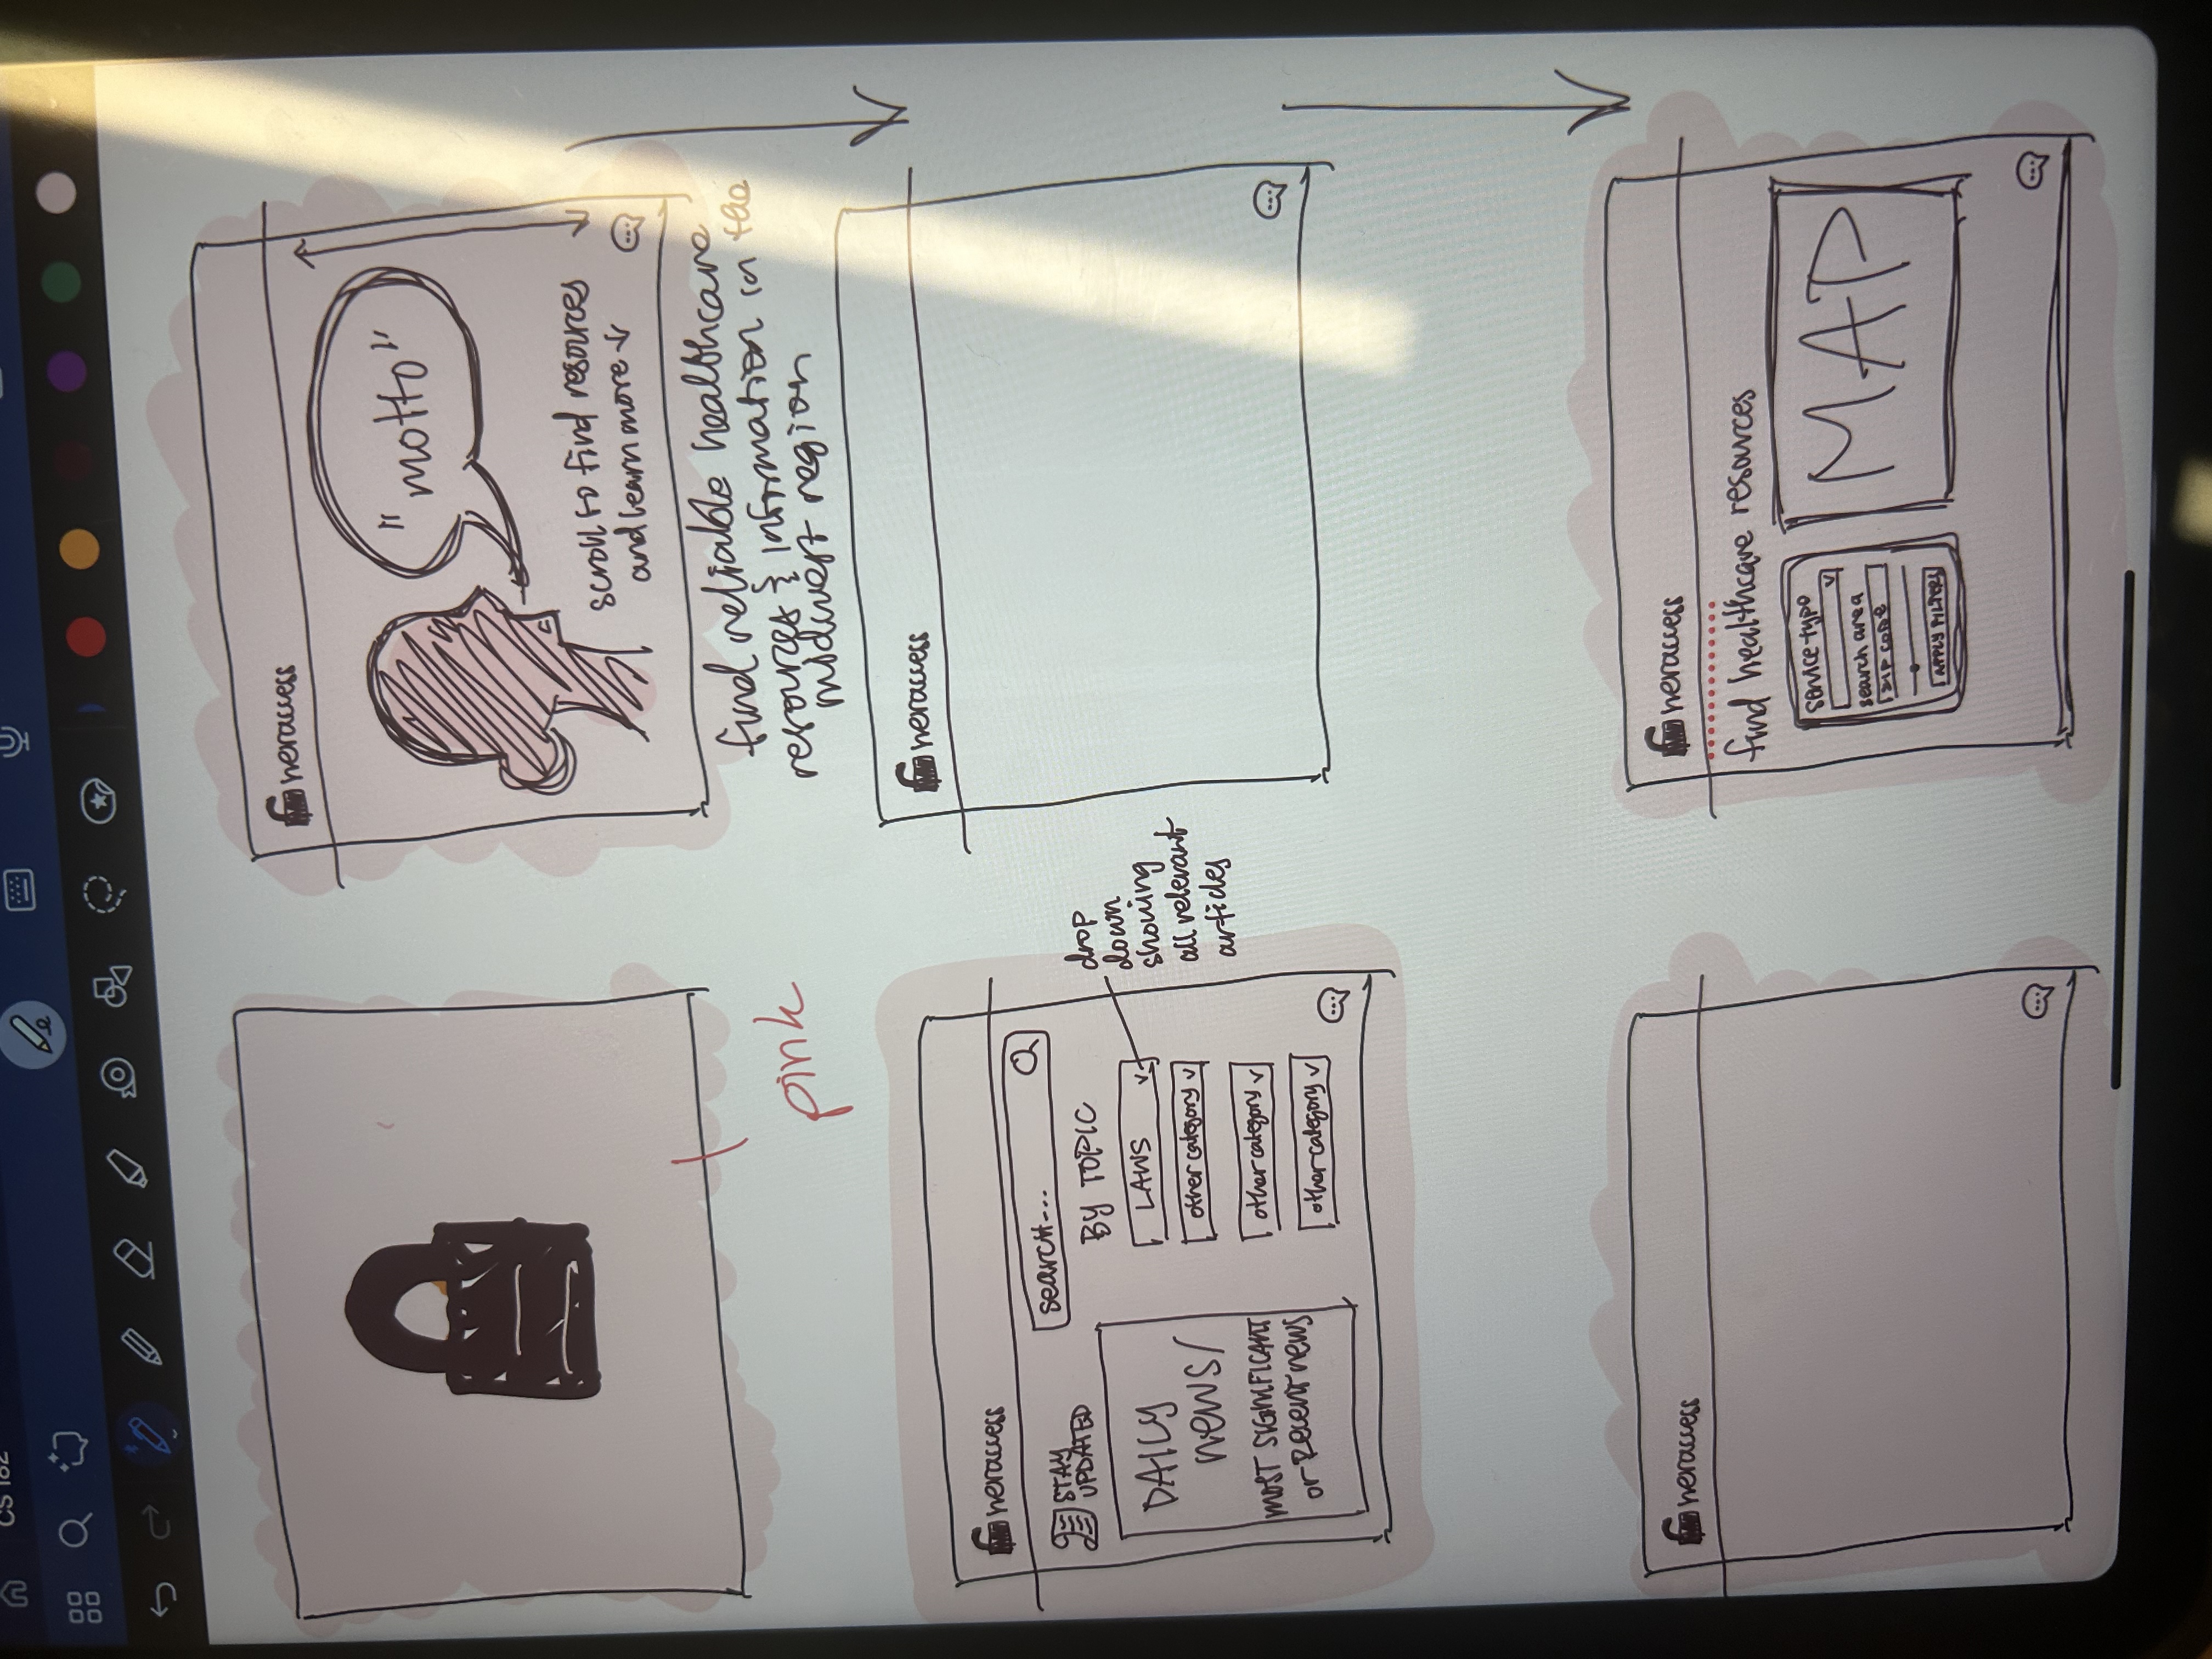 CS 182
heraccess
"motto"
scroll to find resources
and learn more ↓
pink
find reliable healthcare
resources & information in the
midwest region
heraccess
STAY
UPDATED
search...
BY TOPIC
DAILY
news/
MOST SIGNIFICANT
or Recent news
LAWS
other category
other category
other category
drop
down
showing
all relevant
articles
heraccess
heraccess
heraccess
find healthcare resources
service type
search area
ZIP CODE
APPLY FILTERS
MAP